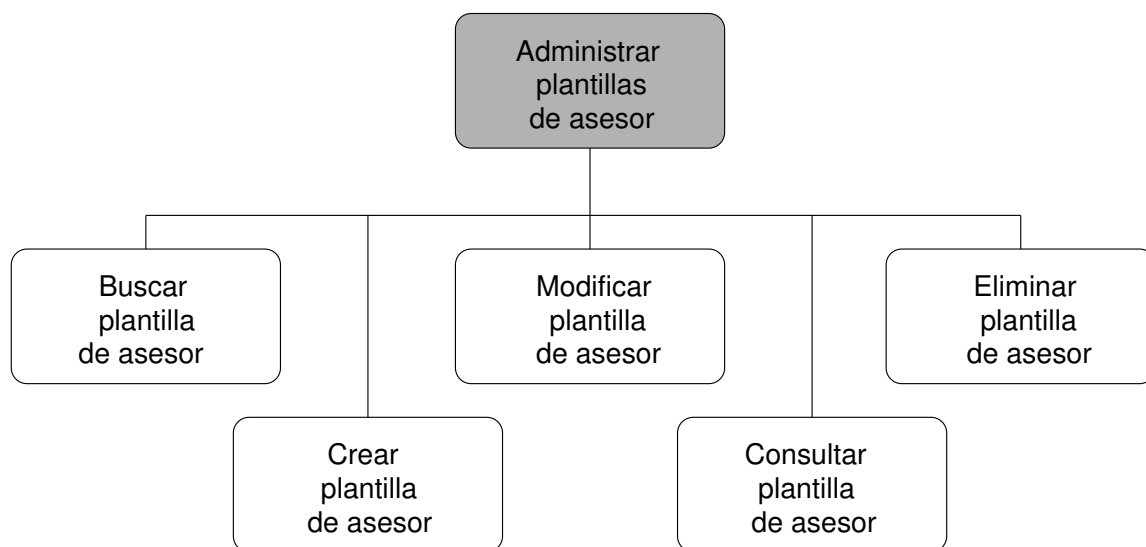 Administrar
plantillas
de asesor
Buscar
plantilla
de asesor
Modificar
plantilla
de asesor
Eliminar
plantilla
de asesor
Crear
plantilla
de asesor
Consultar
plantilla
de asesor